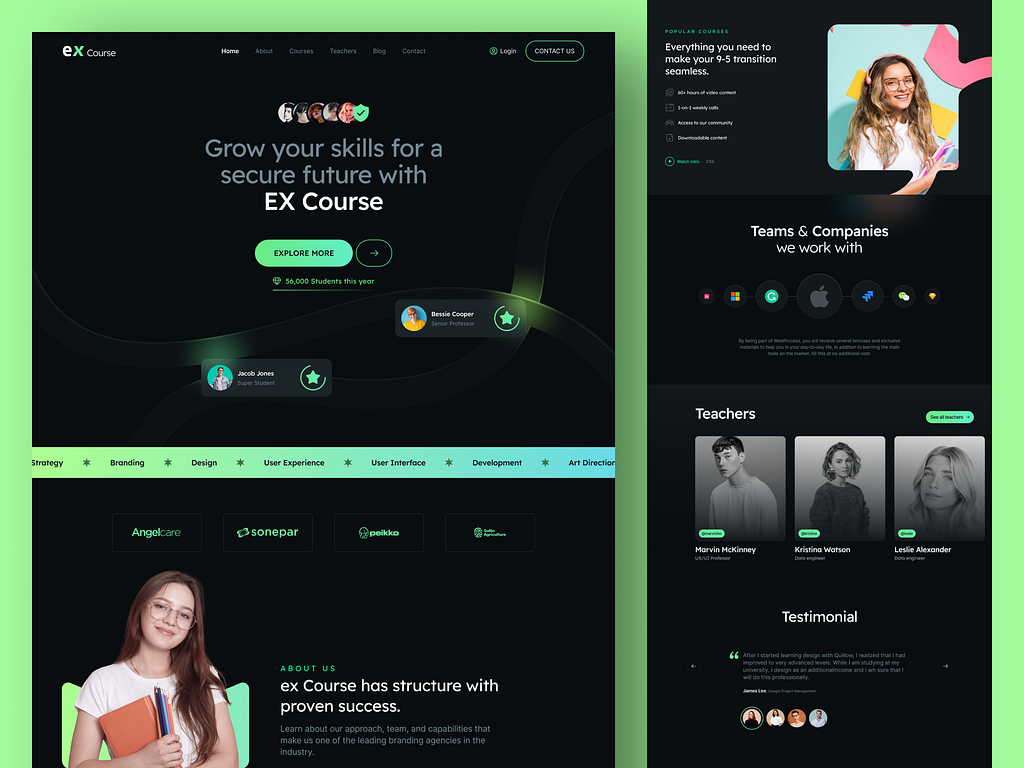 ex Course
Home About Courses Teachers Blog Contact
Login
CONTACT US
Grow your skills for a
secure future with
EX Course
EXPLORE MORE
56,000 Students this year
Bessie Cooper
Senior Professor
Jacob Jones
Super Student
Strategy Branding Design User Experience User Interface Development Art Direction
Angelcare
sonepar
peikko
Sollio
Agriculture
ABOUT US
ex Course has structure with
proven success.
Learn about our approach, team, and capabilities that
make us one of the leading branding agencies in the
industry.
POPULAR COURSES
Everything you need to
make your 9-5 transition
seamless.
60+ hours of video content
1-on-1 weekly calls
Access to our community
Downloadable content
Watch intro
Teams & Companies
we work with
By being part of WebProcess, you will receive several bonuses and exclusive
materials to help you in your day-to-day life, in addition to learning the main
tools on the market. All this at no additional cost.
Teachers
See all teachers
@marvinho
@kristina
@leslie
Marvin McKinney
UX/UI Professor
Kristina Watson
Data engineer
Leslie Alexander
Data engineer
Testimonial
After I started learning design with Quillow, I realized that I had
improved to very advanced levels. While I am studying at my
university, I design as an additionalincome and I am sure that I
will do this professionally.
James Lee, Google Project Management